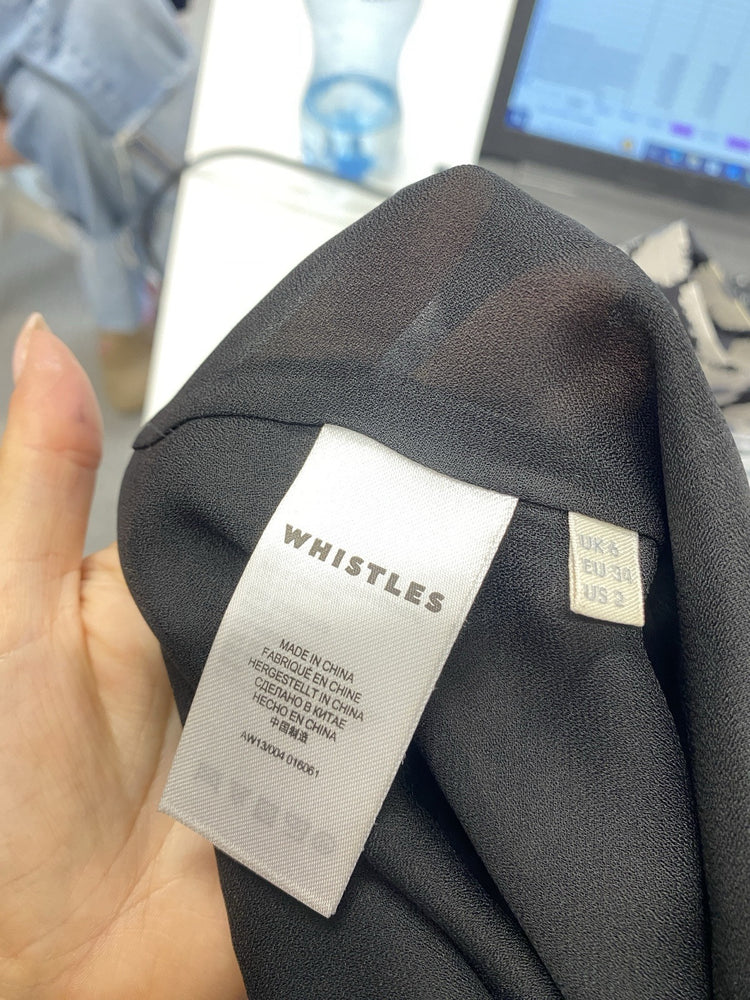 WHISTLES
MADE IN CHINA
FABRIQUÉ EN CHINE
HERGESTELLT IN CHINA
СДЕЛАНО В КИТАЕ
HECHO EN CHINA
中国制造
AW13/004 016061
UK 6
EU 34
US 2